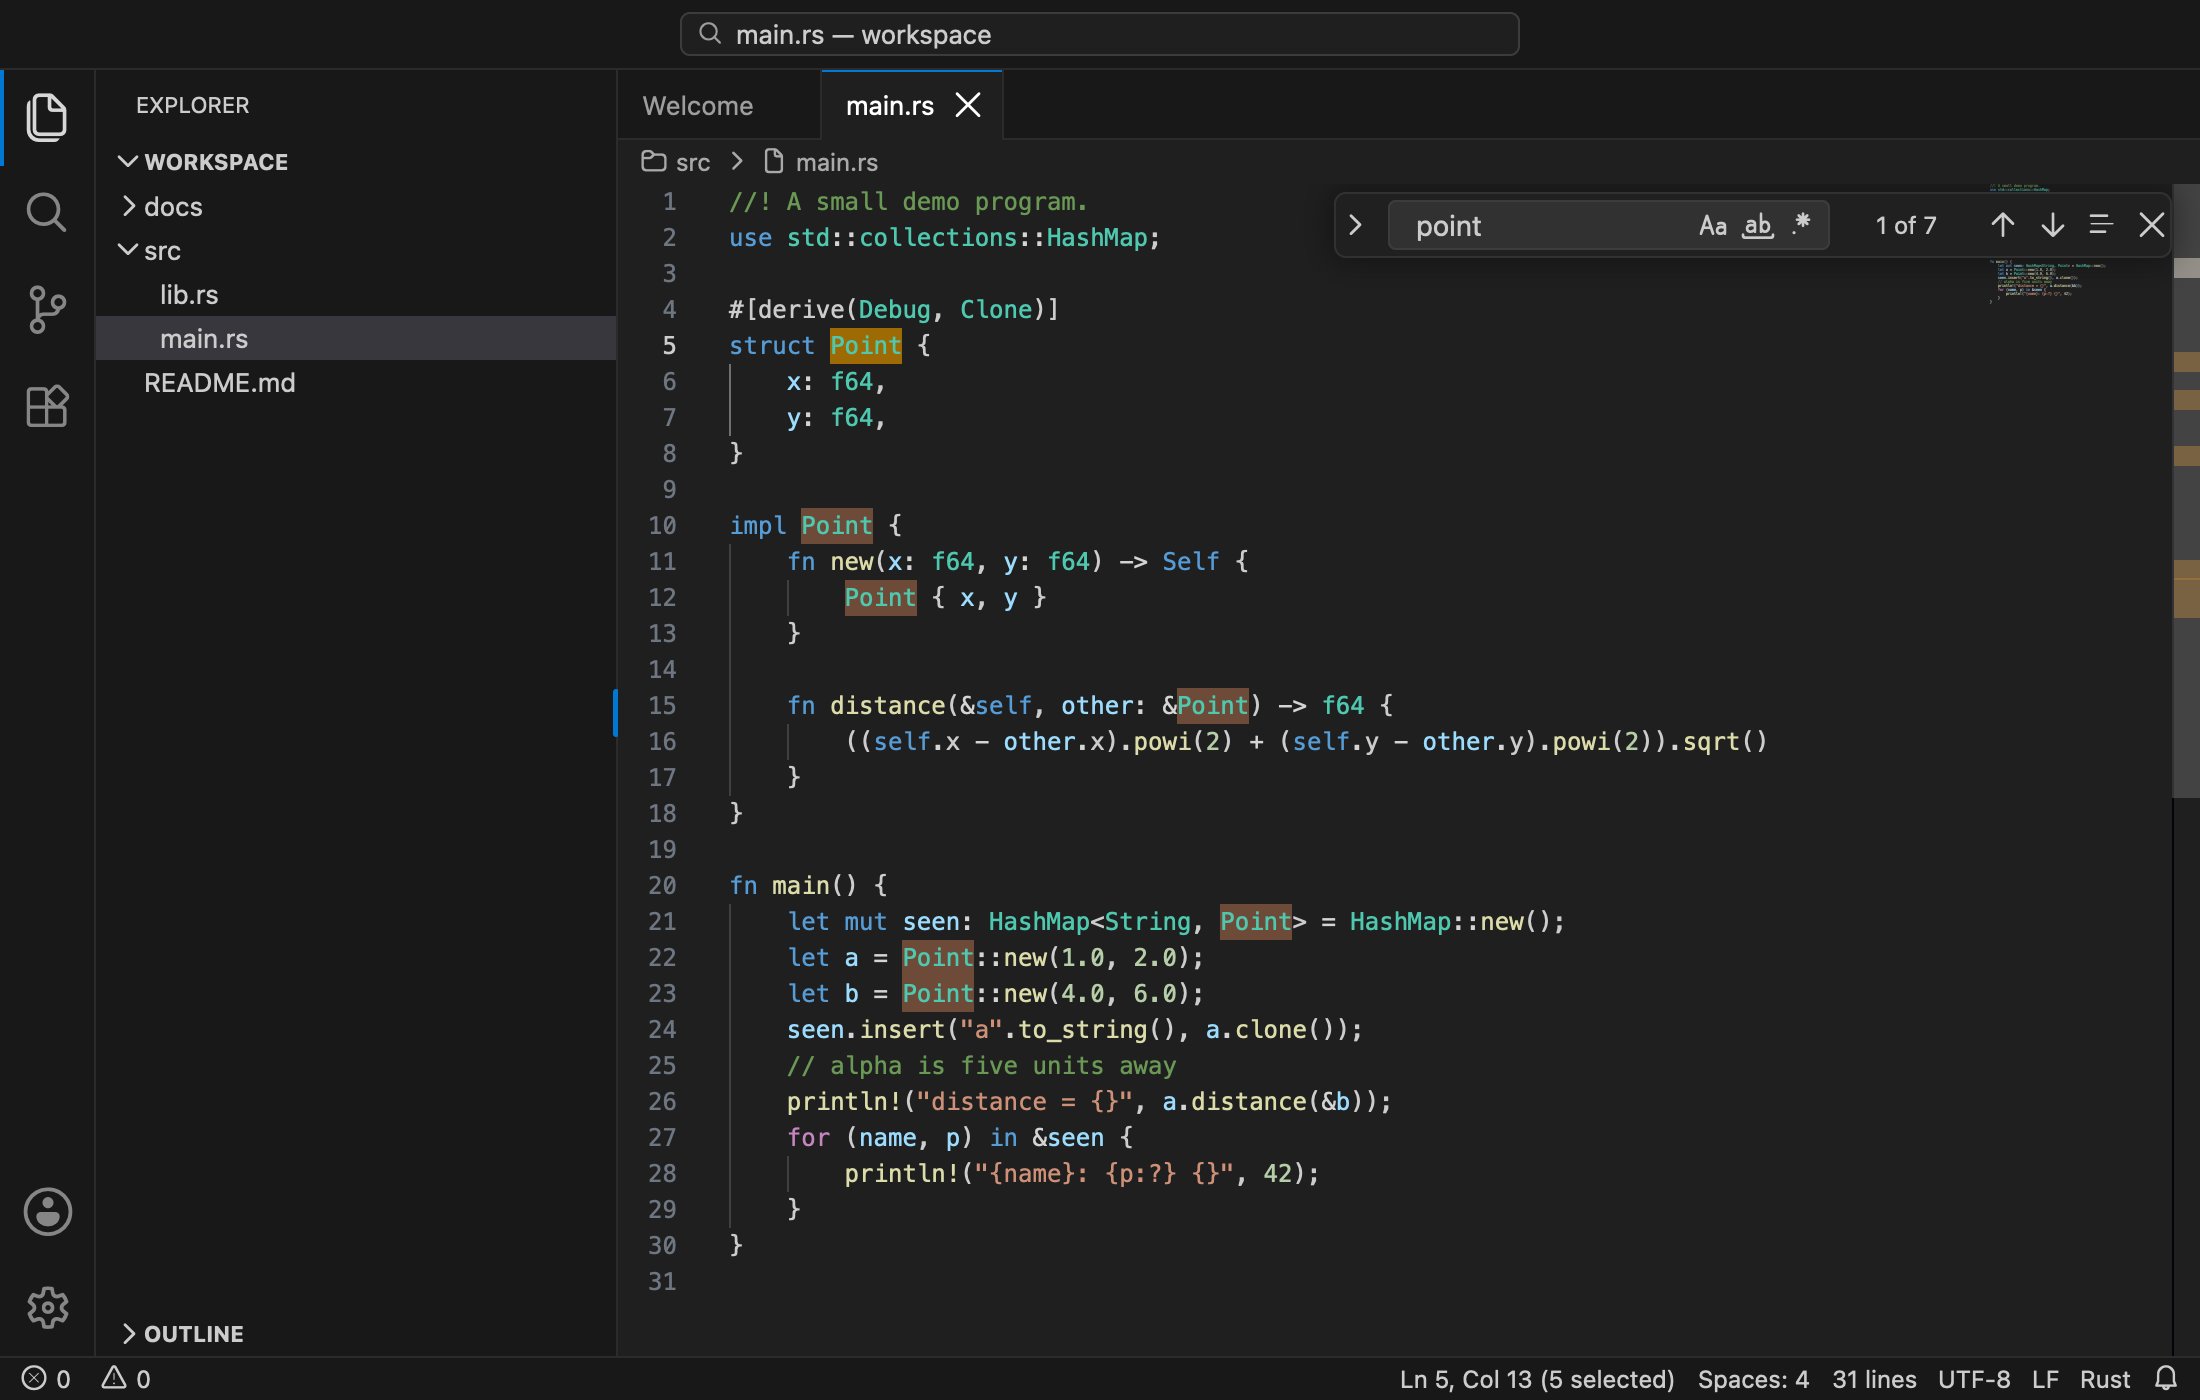 main.rs — workspace
EXPLORER
WORKSPACE
docs
src
lib.rs
main.rs
README.md
OUTLINE
Welcome
main.rs
src > main.rs
point
Aa ab .*
1 of 7
1 //! A small demo program.
2 use std::collections::HashMap;
3
4 #[derive(Debug, Clone)]
5 struct Point {
6     x: f64,
7     y: f64,
8 }
9
10 impl Point {
11     fn new(x: f64, y: f64) -> Self {
12         Point { x, y }
13     }
14
15     fn distance(&self, other: &Point) -> f64 {
16         ((self.x - other.x).powi(2) + (self.y - other.y).powi(2)).sqrt()
17     }
18 }
19
20 fn main() {
21     let mut seen: HashMap<String, Point> = HashMap::new();
22     let a = Point::new(1.0, 2.0);
23     let b = Point::new(4.0, 6.0);
24     seen.insert("a".to_string(), a.clone());
25     // alpha is five units away
26     println!("distance = {}", a.distance(&b));
27     for (name, p) in &seen {
28         println!("{name}: {p:?} {}", 42);
29     }
30 }
31
0 0
Ln 5, Col 13 (5 selected) Spaces: 4 31 lines UTF-8 LF Rust